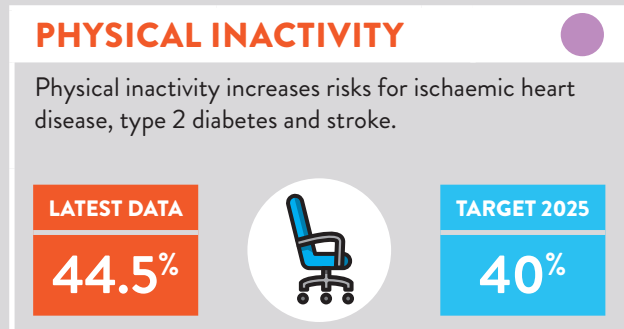 PHYSICAL INACTIVITY
Physical inactivity increases risks for ischaemic heart
disease, type 2 diabetes and stroke.
LATEST DATA
44.5%
TARGET 2025
40%